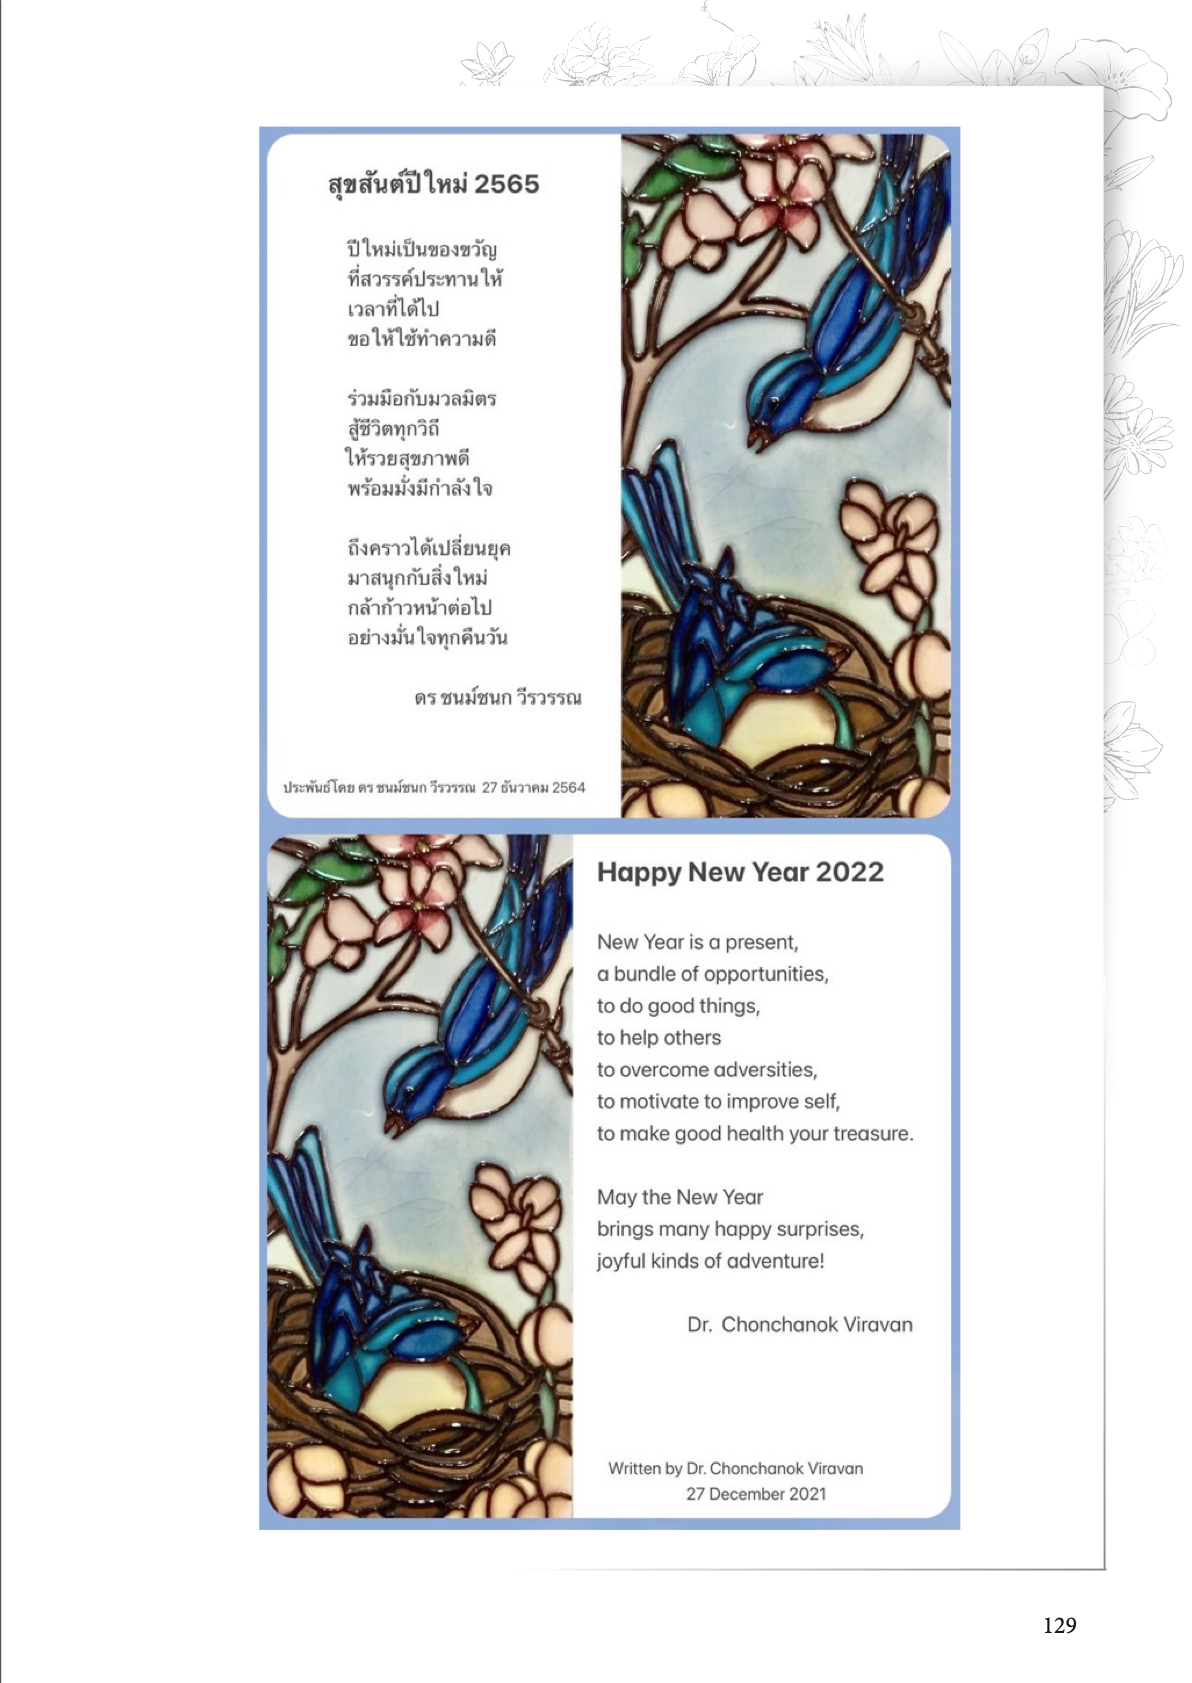 สุขสันต์ปีใหม่ 2565
ปีใหม่เป็นของขวัญ
ที่สวรรค์ประทานให้
เวลาที่ได้ไป
ขอให้ใช้ทำความดี
ร่วมมือกับมวลมิตร
สู้ชีวิตทุกวิถี
ให้รวยสุขภาพดี
พร้อมมั่งมีกำลังใจ
ถึงคราวได้เปลี่ยนยุค
มาสนุกกับสิ่งใหม่
กล้าก้าวหน้าต่อไป
อย่างมั่นใจทุกคืนวัน
ดร ชนม์ชนก วีรวรรณ
ประพันธ์โดย ดร ชนม์ชนก วีรวรรณ 27 ธันวาคม 2564
Happy New Year 2022
New Year is a present,
a bundle of opportunities,
to do good things,
to help others
to overcome adversities,
to motivate to improve self,
to make good health your treasure.
May the New Year
brings many happy surprises,
joyful kinds of adventure!
Dr. Chonchanok Viravan
Written by Dr. Chonchanok Viravan
27 December 2021
129